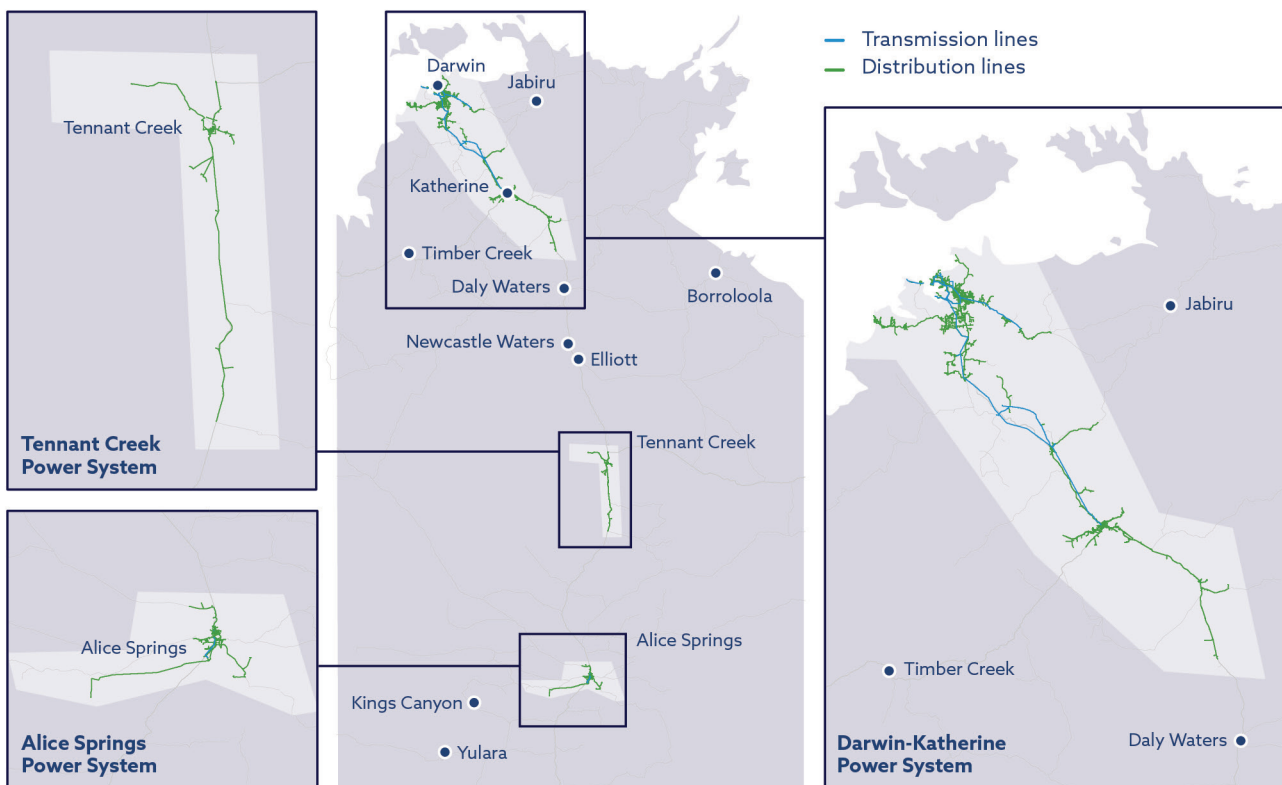 Tennant Creek
Tennant Creek
Power System
Alice Springs
Alice Springs
Power System
Darwin
Jabiru
Katherine
Timber Creek
Daly Waters
Borroloola
Newcastle Waters
Elliott
Tennant Creek
Alice Springs
Kings Canyon
Yulara
Transmission lines
Distribution lines
Jabiru
Timber Creek
Daly Waters
Darwin-Katherine
Power System